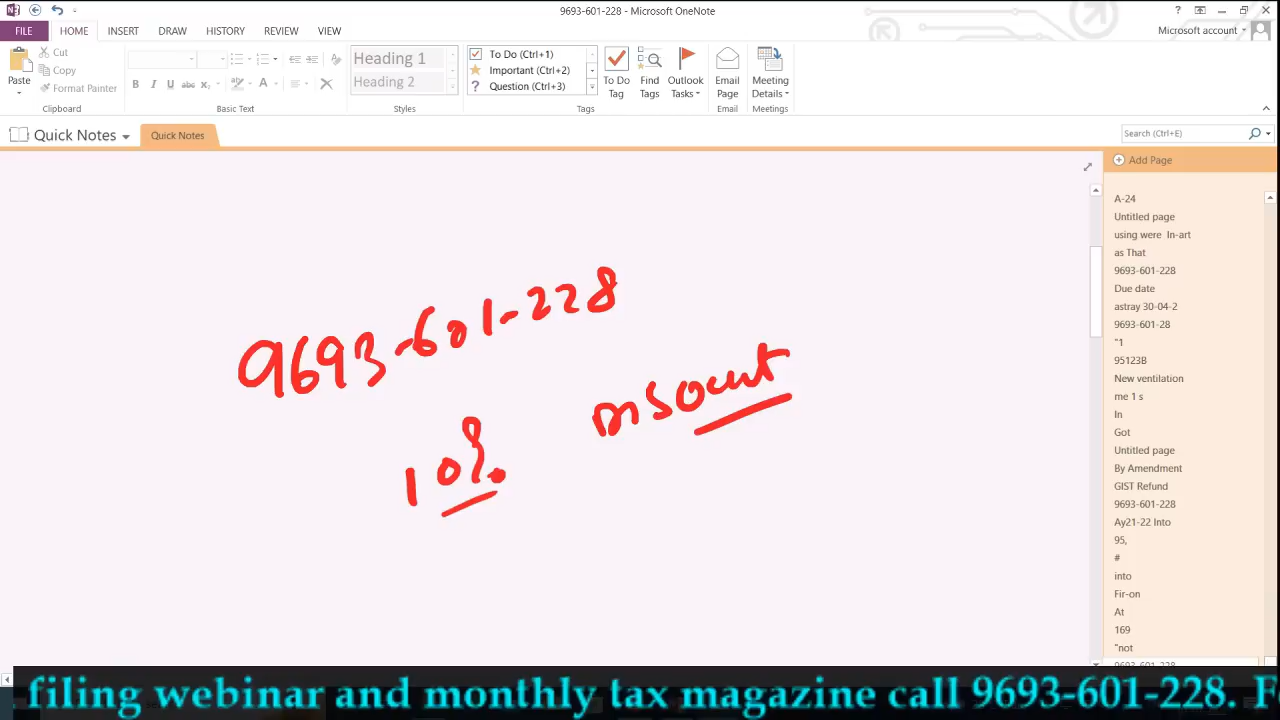 9693-601-228 - Microsoft OneNote
?
FILE HOME INSERT DRAW HISTORY REVIEW VIEW
Microsoft account
Paste
Cut
Copy
Format Painter
Clipboard
B I U abc x A
Basic Text
Heading 1
Heading 2
Styles
To Do (Ctrl+1)
Important (Ctrl+2)
? Question (Ctrl+3)
To Do Tag
Find Tags
Outlook Tasks
Tags
Email Page
Email
Meeting Details
Meetings
Quick Notes
Quick Notes
Search (Ctrl+E)
Add Page
9693-601-228
10%
A-24
Untitled page
using were In-art
as That
9693-601-228
Due date
astray 30-04-2
9693-601-28
"1
95123B
New ventilation
me 1 s
In
Got
Untitled page
By Amendment
GIST Refund
9693-601-228
Ay21-22 Into
95,
#
into
Fir-on
At
169
"not
9693-601-228
filing webinar and monthly tax magazine call 9693-601-228. F